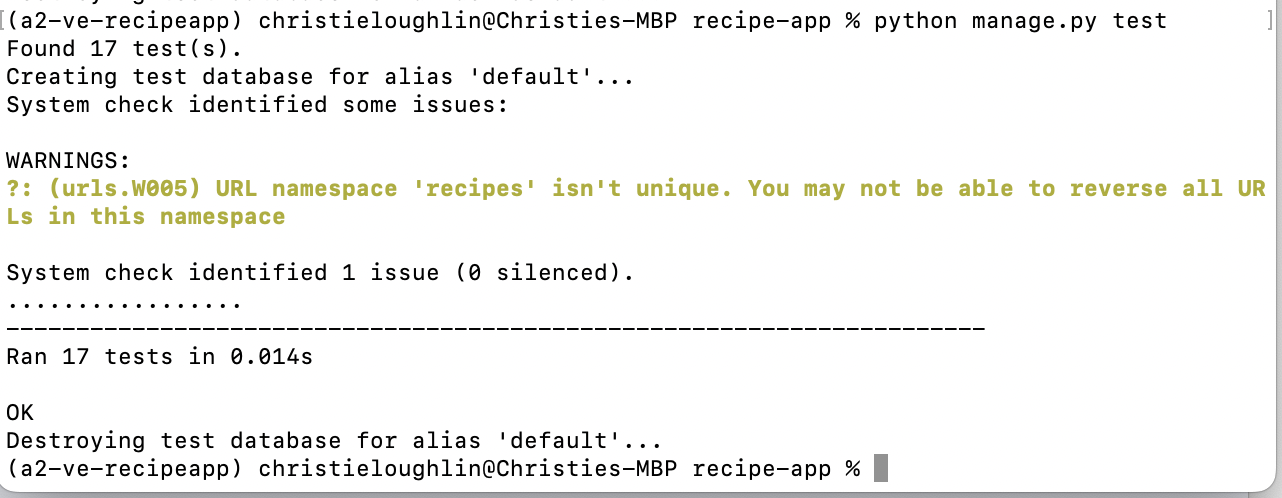 [(a2-ve-recipeapp) christieloughlin@Christies-MBP recipe-app % python manage.py test ]
Found 17 test(s).
Creating test database for alias 'default'...
System check identified some issues:
WARNINGS:
?: (urls.W005) URL namespace 'recipes' isn't unique. You may not be able to reverse all UR
Ls in this namespace
System check identified 1 issue (0 silenced).
.................
----------------------------------------------------------------------
Ran 17 tests in 0.014s
OK
Destroying test database for alias 'default'...
(a2-ve-recipeapp) christieloughlin@Christies-MBP recipe-app %